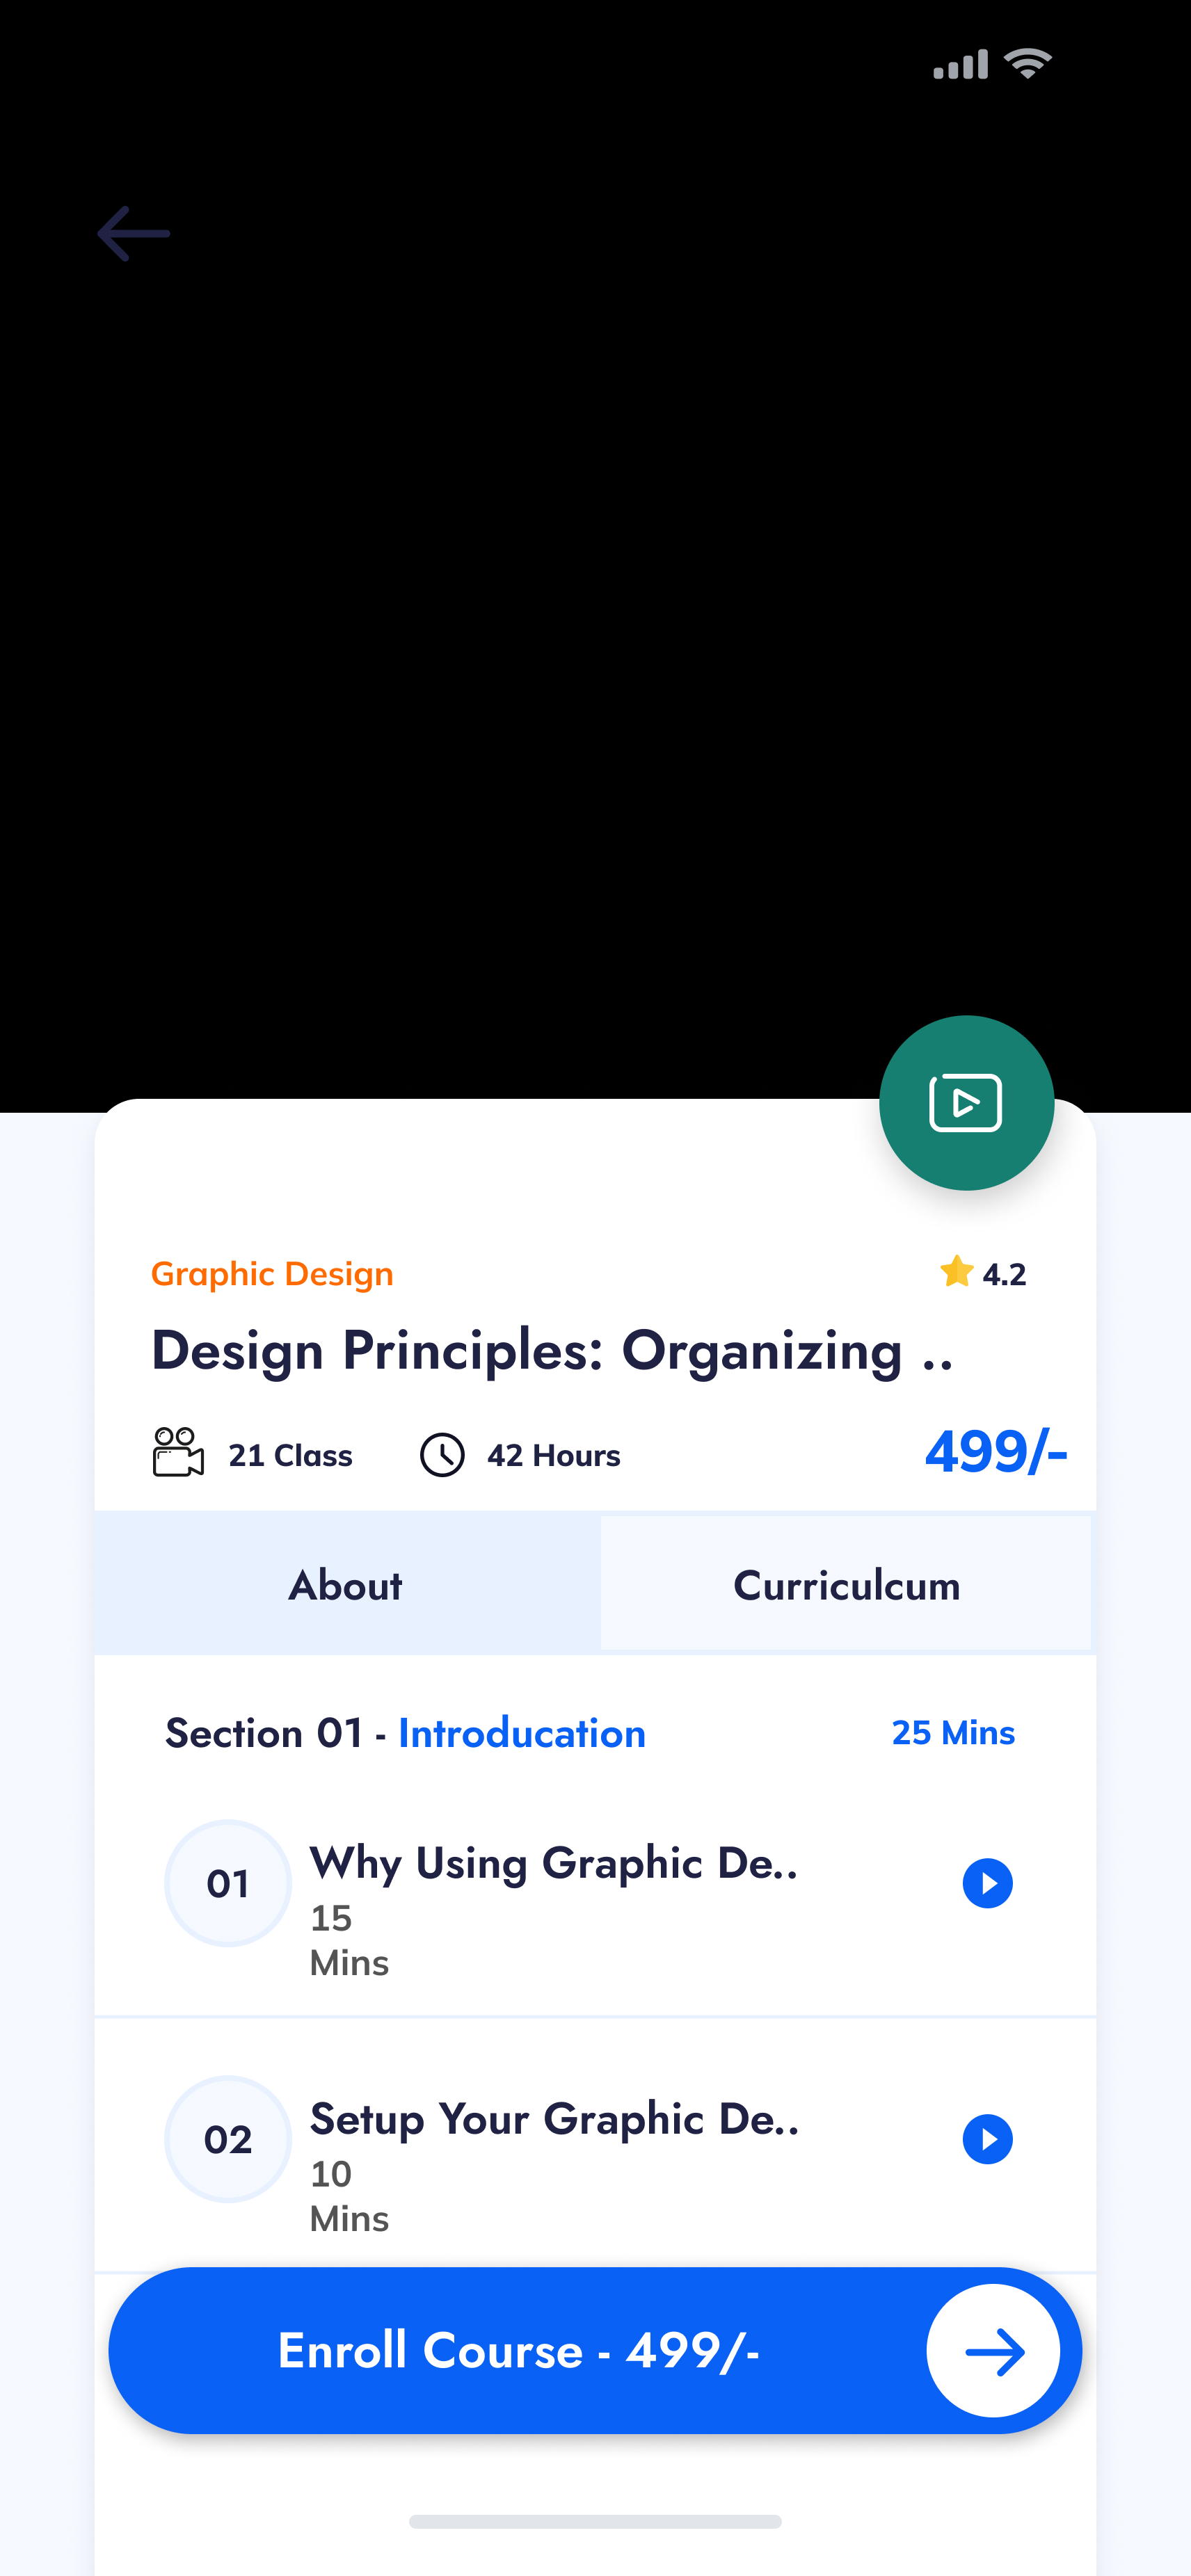 Graphic Design
4.2
Design Principles: Organizing ..
21 Class
42 Hours
499/-
About
Curriculcum
Section 01 - Introducation
25 Mins
01
Why Using Graphic De..
15
Mins
02
Setup Your Graphic De..
10
Mins
Enroll Course - 499/-